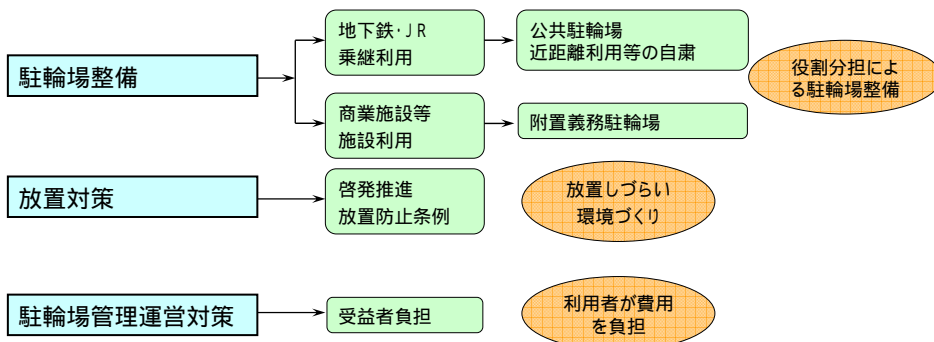 駐輪場整備
地下鉄・JR
乗継利用
公共駐輪場
近距離利用等の自粛
役割分担によ
る駐輪場整備
商業施設等
施設利用
附置義務駐輪場
放置対策
啓発推進
放置防止条例
放置しづらい
環境づくり
駐輪場管理運営対策
受益者負担
利用者が費用
を負担